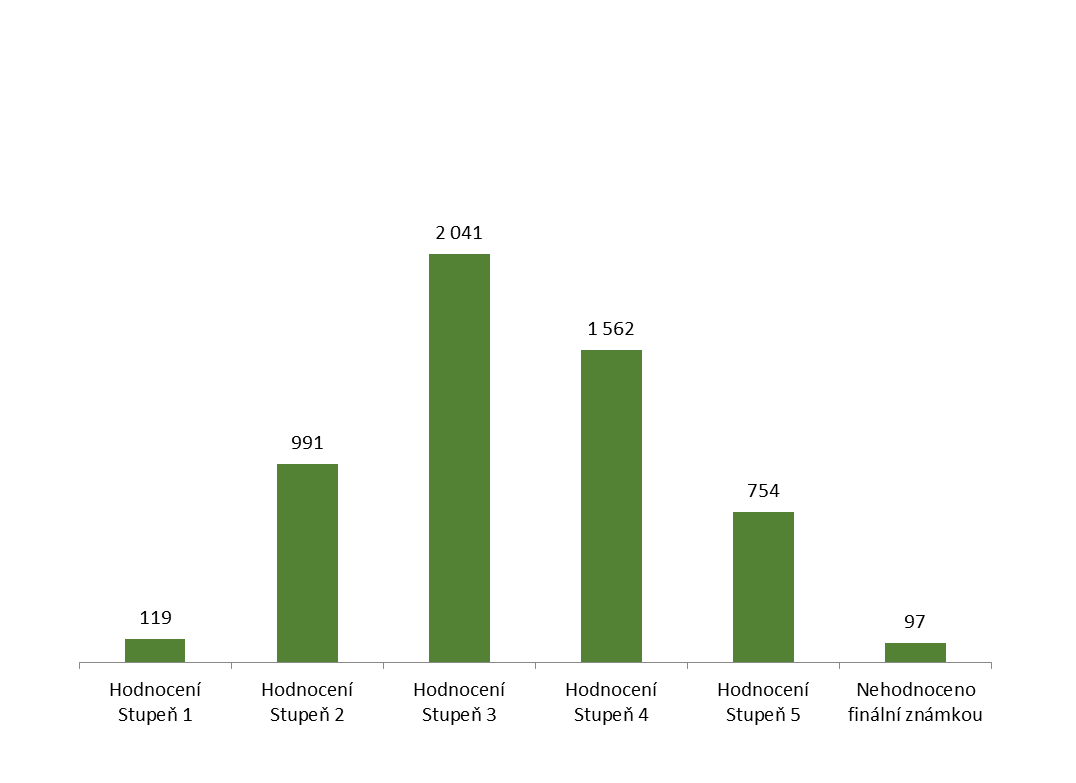 2 041
1 562
991
754
119
97
Hodnocení
Stupeň 1
Hodnocení
Stupeň 2
Hodnocení
Stupeň 3
Hodnocení
Stupeň 4
Hodnocení
Stupeň 5
Nehodnoceno
finální známkou